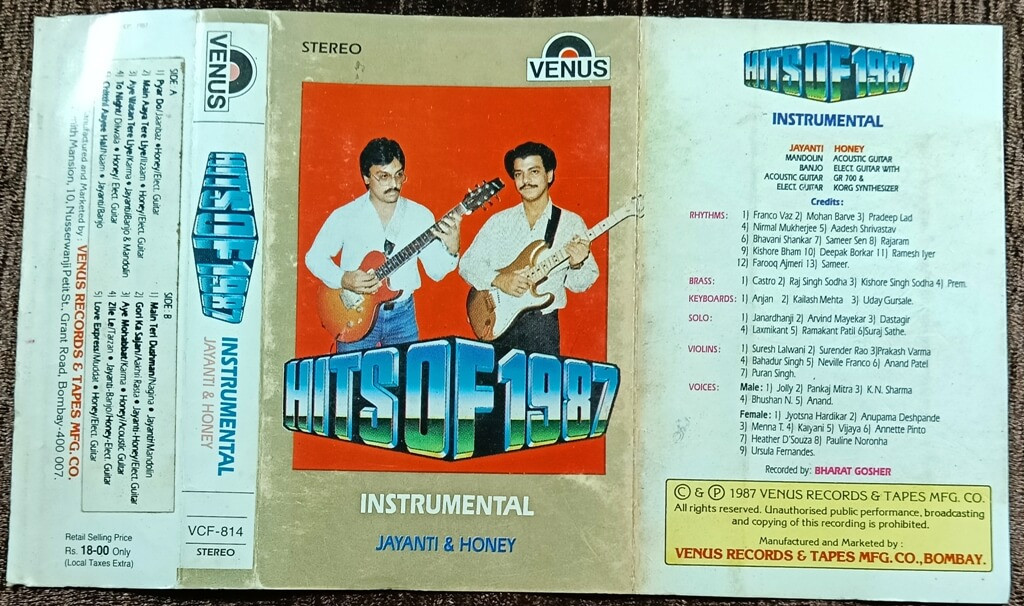 SIDE: A
1) Pyar Do/Jaanbaz • Honey/Elect. Guitar
2) Main Aaya Tere Liye/Ilzaam • Honey/Elect. Guitar
3) Aye Watan Tere Liye/Karma • Jayanti/Banjo & Mandolin
4) To Night/ Dilwala • Honey/ Elect. Guitar
Aayee Hai/Naam • Jayanti/Banjo
SIDE: B
1) Main Teri Dushman/Nagina • Jayanti/Mandolin
2) Gori Ka Sajan/Aakhri Rasta • Jayanti-Honey/Elect. Guitar
3) Aye Mohabbat/Karma • Honey/Acoustic Guitar
4) Zile Le/Tarzan • Jayanti-Banjo/Honey-Elect. Guitar
5) Love Express/Muddat • Honey/Elect. Guitar
Manufactured and Marketed by : VENUS RECORDS & TAPES MFG. CO.
Mansion, 10, Nusserwanji Petit St., Grant Road, Bombay-400 007.
Retail Selling Price
Rs. 18-00 Only
(Local Taxes Extra)
VENUS
HITS OF 1987
INSTRUMENTAL
JAYANTI & HONEY
VCF-814
STEREO
STEREO
VENUS
HITS OF 1987
INSTRUMENTAL
JAYANTI & HONEY
HITS OF 1987
INSTRUMENTAL
JAYANTI HONEY
MANDOLIN ACOUSTIC GUITAR
BANJO ELECT. GUITAR WITH
ACOUSTIC GUITAR GR 700 &
ELECT. GUITAR KORG SYNTHESIZER
Credits :
RHYTHMS: 1) Franco Vaz 2) Mohan Barve 3) Pradeep Lad
4) Nirmal Mukherjee 5) Aadesh Shrivastav
6) Bhavani Shankar 7) Sameer Sen 8) Rajaram
9) Kishore Bham 10) Deepak Borkar 11) Ramesh Iyer
12) Farooq Ajmeri 13) Sameer.
BRASS: 1) Castro 2) Raj Singh Sodha 3) Kishore Singh Sodha 4) Prem.
KEYBOARDS: 1) Anjan 2) Kailash Mehta 3) Uday Gursale.
SOLO: 1) Janardhanji 2) Arvind Mayekar 3) Dastagir
4) Laxmikant 5) Ramakant Patil 6)Suraj Sathe.
VIOLINS: 1) Suresh Lalwani 2) Surender Rao 3)Prakash Varma
4) Bahadur Singh 5) Neville Franco 6) Anand Patel
7) Puran Singh.
VOICES: Male: 1) Jolly 2) Pankaj Mitra 3) K.N. Sharma
4) Bhushan N. 5) Anand.
Female: 1) Jyotsna Hardikar 2) Anupama Deshpande
3) Menna T. 4) Kalyani 5) Vijaya 6) Annette Pinto
7) Heather D'Souza 8) Pauline Noronha
9) Ursula Fernandes.
Recorded by: BHARAT GOSHER
© & ℗ 1987 VENUS RECORDS & TAPES MFG. CO.
All rights reserved. Unauthorised public performance, broadcasting
and copying of this recording is prohibited.
Manufactured and Marketed by :
VENUS RECORDS & TAPES MFG. CO., BOMBAY.